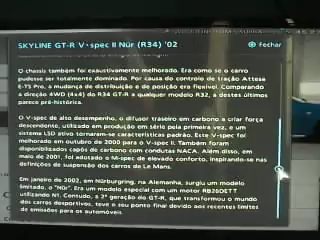 SKYLINE GT-R V·spec II Nür (R34) '02
Fechar
O chassis também foi exaustivamente melhorado. Era como se o carro
pudesse ser totalmente dominado. Por causa do controle de tração Attesa
E-TS Pro, a mudança de distribuição e de posição era flexível. Comparando
a direção 4WD (4x4) do R34 GT-R a qualquer modelo R32, a destes últimos
parece pré-histórica.
O V-spec de alto desempenho, o difusor traseiro em carbono a criar força
descendente, utilizado em produção em série pela primeira vez, e um
sistema LSD ativo tornaram-se características padrão. Este V-spec foi
melhorado em outubro de 2000 para o V-spec II. Também foram
disponibilizados capôs de carbono com condutas NACA. Além disso, em
maio de 2001, foi adotado o M-spec de elevado conforto, inspirando-se nas
definições de suspensão dos carros de Le Mans.
Em janeiro de 2002, em Nürburgring, na Alemanha, surgiu um modelo
limitado, o "Nür". Era um modelo especial com um motor RB26DETT
utilizando N1. Contudo, a 2ª geração do GT-R, que transformou o mundo
dos carros desportivos, teve o seu ponto final devido aos recentes limites
de emissões para os automóveis.